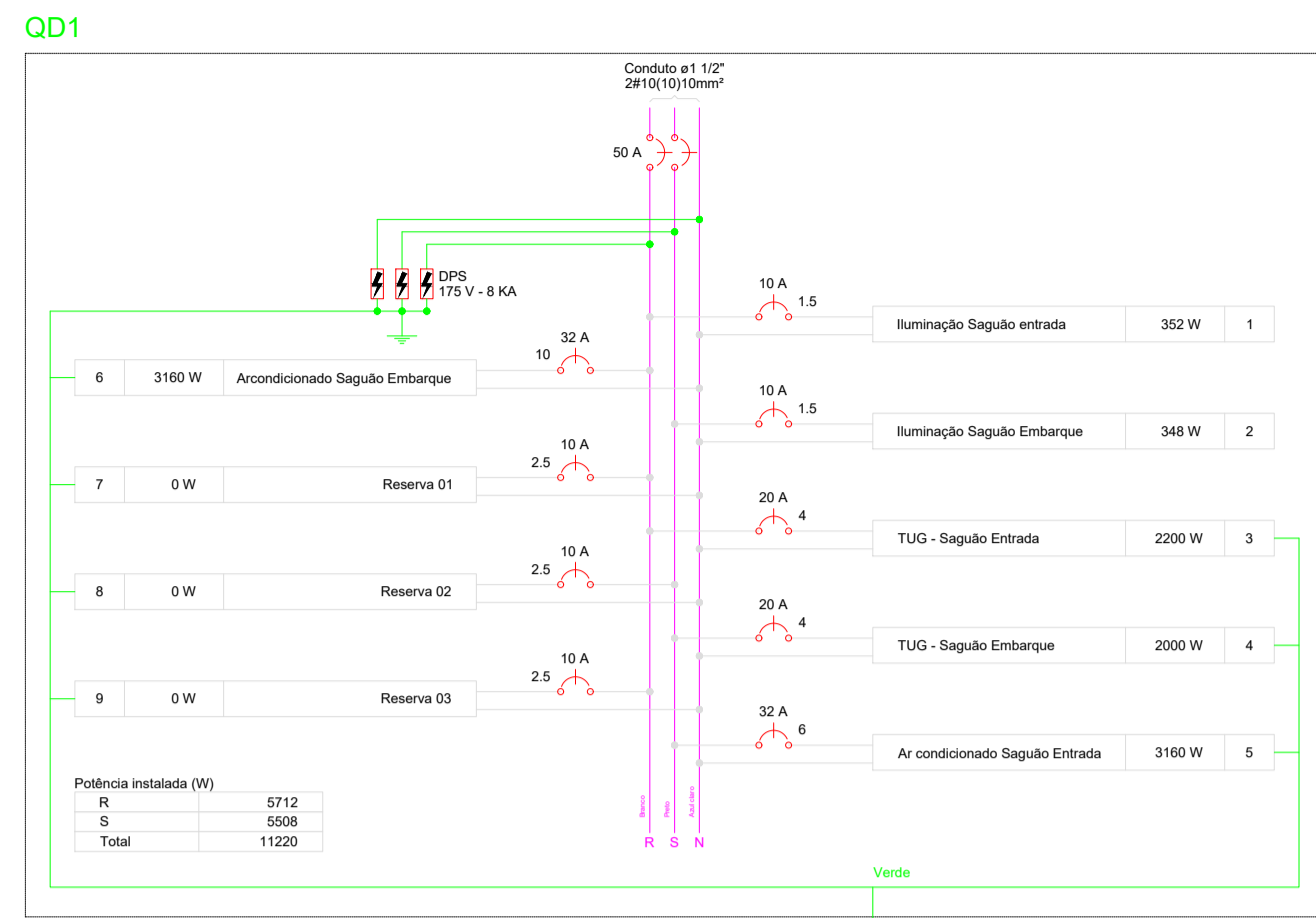 QD1
Conduto ø1 1/2"
2#10(10)10mm²
50 A
DPS
175 V - 8 KA
10 A
1.5
Iluminação Saguão entrada 352 W 1
32 A
10
6 3160 W Arcondicionado Saguão Embarque
10 A
1.5
Iluminação Saguão Embarque 348 W 2
10 A
2.5
7 0 W Reserva 01
20 A
4
TUG - Saguão Entrada 2200 W 3
10 A
2.5
8 0 W Reserva 02
20 A
4
TUG - Saguão Embarque 2000 W 4
10 A
2.5
9 0 W Reserva 03
32 A
6
Ar condicionado Saguão Entrada 3160 W 5
Potência instalada (W)
R 5712
S 5508
Total 11220
Branco
Preto
Azul claro
R S N
Verde